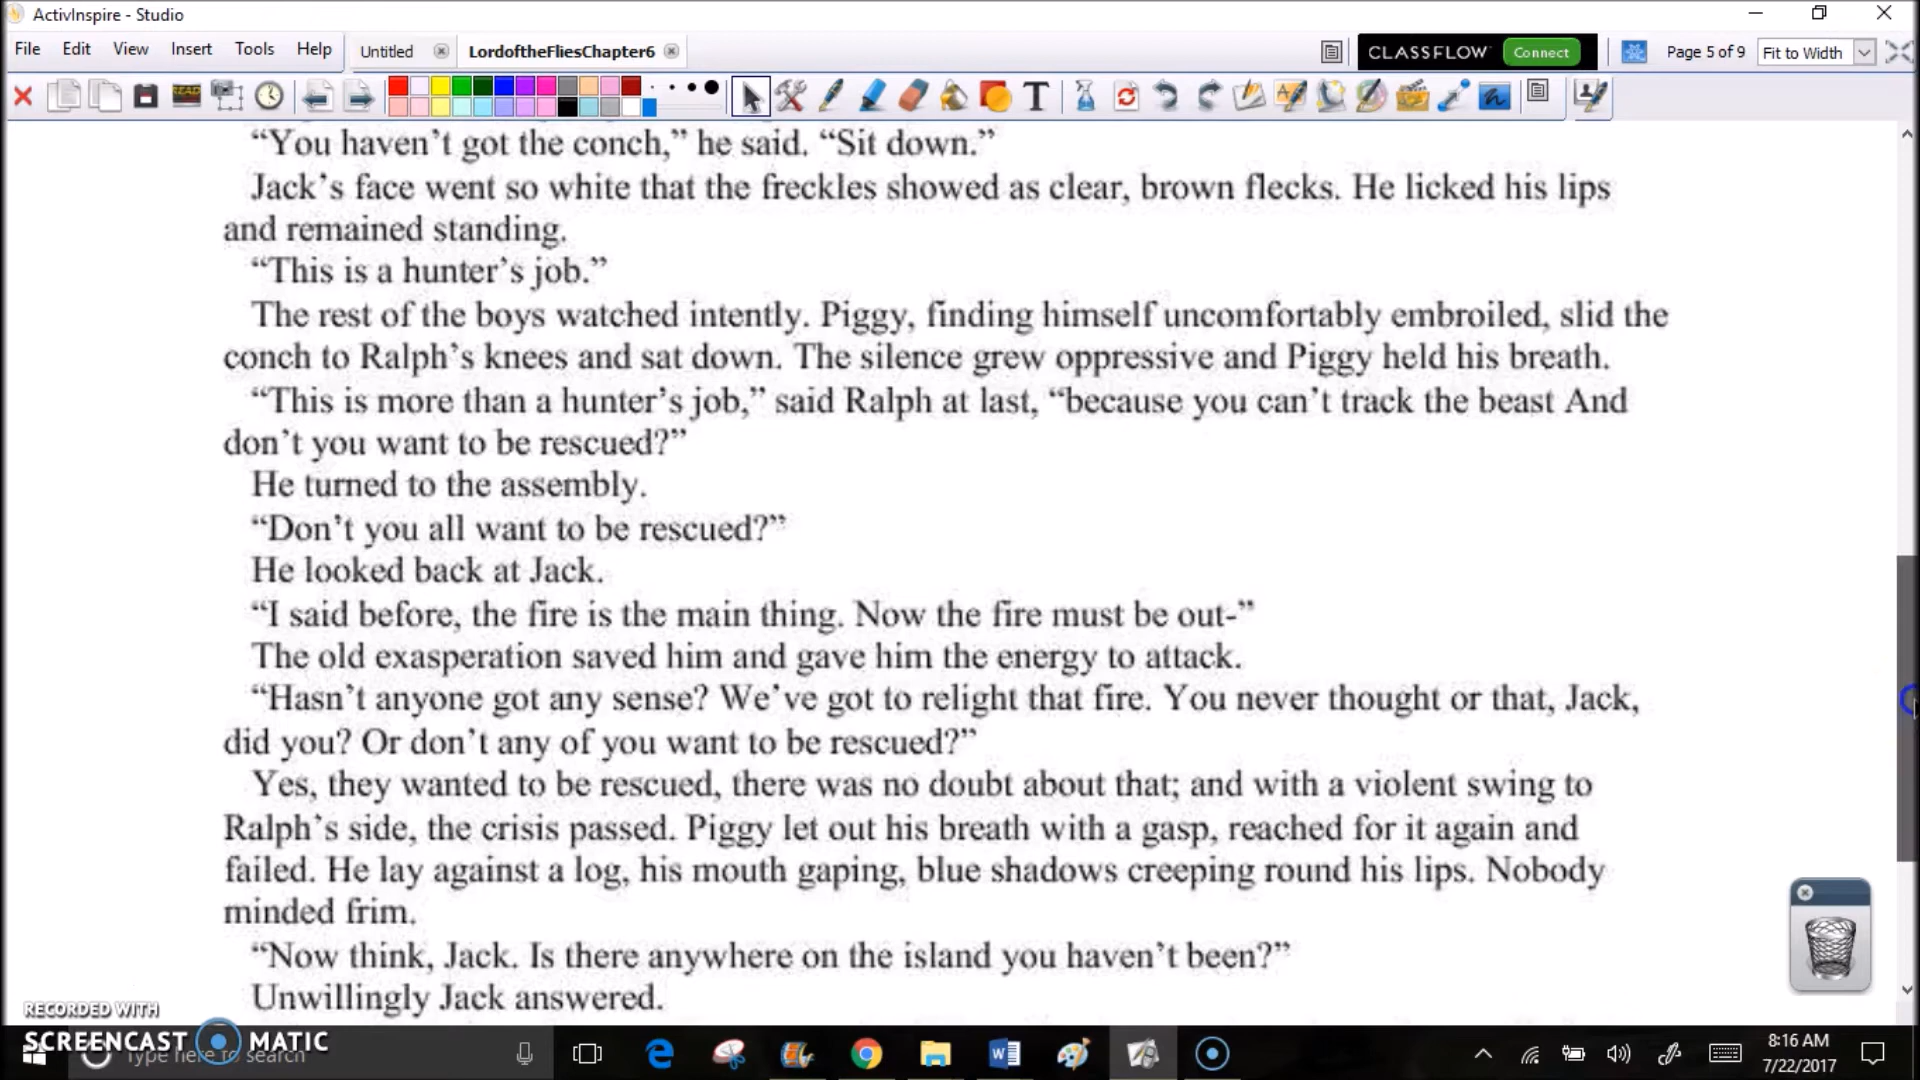 ActivInspire - Studio
File Edit View Insert Tools Help Untitled LordoftheFliesChapter6 CLASSFLOW Connect Page 5 of 9 Fit to Width
“You haven’t got the conch,” he said. “Sit down.”
Jack’s face went so white that the freckles showed as clear, brown flecks. He licked his lips
and remained standing.
“This is a hunter’s job.”
The rest of the boys watched intently. Piggy, finding himself uncomfortably embroiled, slid the
conch to Ralph’s knees and sat down. The silence grew oppressive and Piggy held his breath.
“This is more than a hunter’s job,” said Ralph at last, “because you can’t track the beast And
don’t you want to be rescued?”
He turned to the assembly.
“Don’t you all want to be rescued?”
He looked back at Jack.
“I said before, the fire is the main thing. Now the fire must be out-”
The old exasperation saved him and gave him the energy to attack.
“Hasn’t anyone got any sense? We’ve got to relight that fire. You never thought or that, Jack,
did you? Or don’t any of you want to be rescued?”
Yes, they wanted to be rescued, there was no doubt about that; and with a violent swing to
Ralph’s side, the crisis passed. Piggy let out his breath with a gasp, reached for it again and
failed. He lay against a log, his mouth gaping, blue shadows creeping round his lips. Nobody
minded frim.
“Now think, Jack. Is there anywhere on the island you haven’t been?”
Unwillingly Jack answered.
RECORDED WITH
SCREENCAST MATIC
Type here to search
8:16 AM
7/22/2017